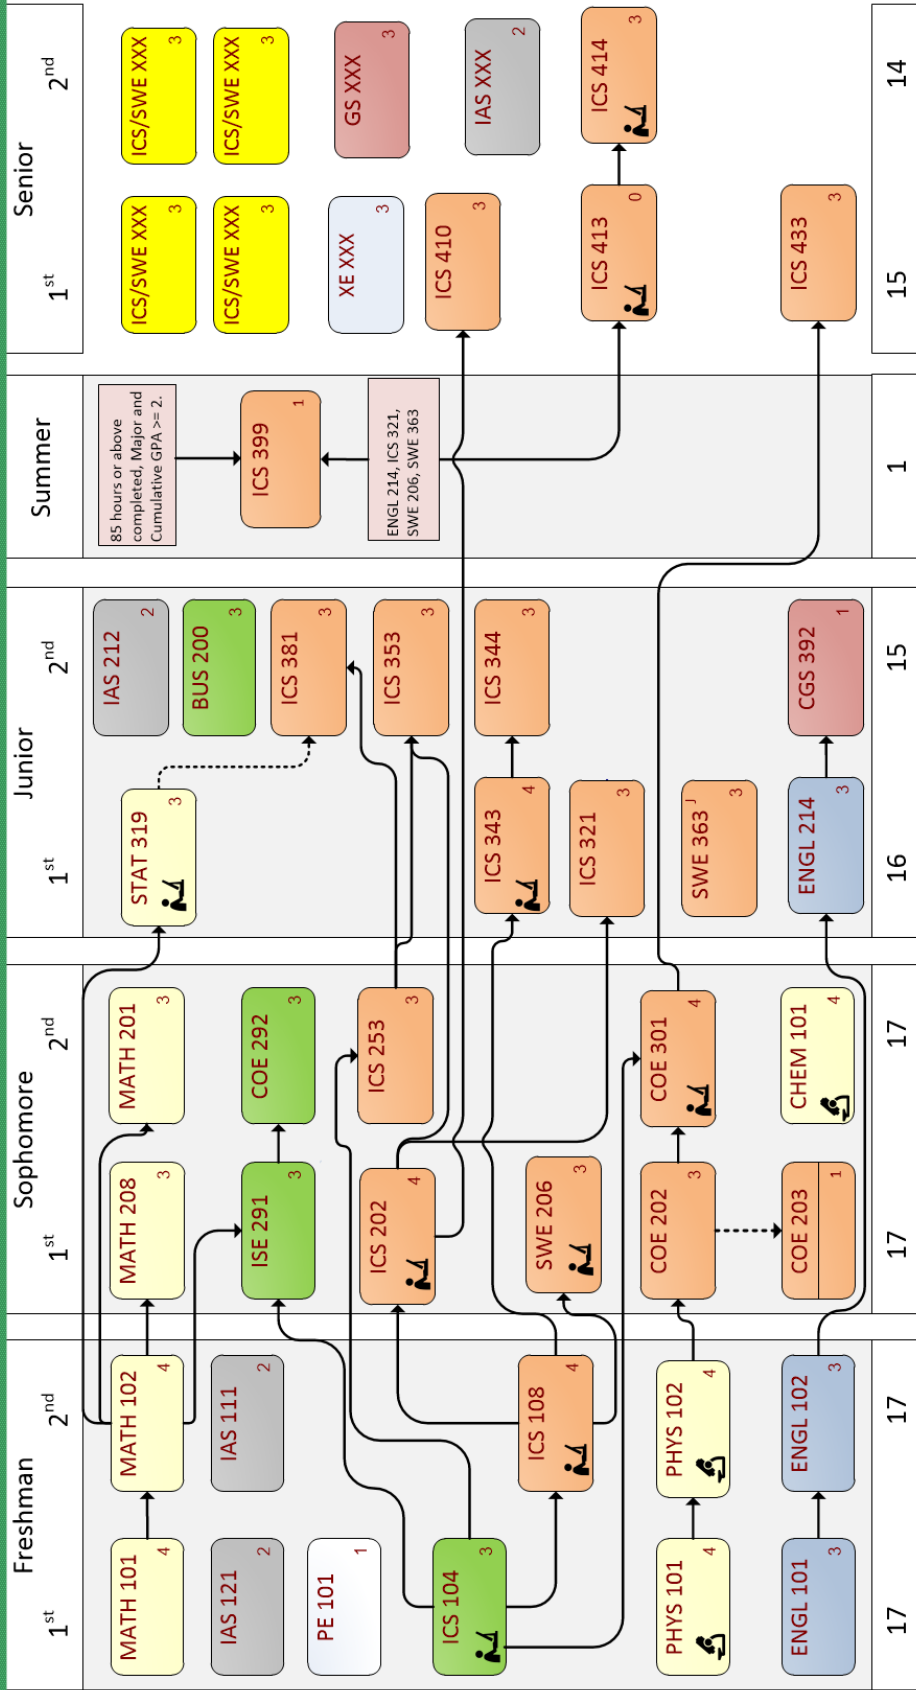 Freshman
1st
2nd
MATH 101
4
IAS 121
2
PE 101
1
ICS 104
3
PHYS 101
4
ENGL 101
3
17
MATH 102
4
IAS 111
2
ICS 108
4
PHYS 102
4
ENGL 102
3
17
Sophomore
1st
2nd
MATH 208
3
ISE 291
3
ICS 202
4
SWE 206
3
COE 202
3
COE 203
1
17
MATH 201
3
COE 292
3
ICS 253
3
COE 301
4
CHEM 101
4
17
Junior
1st
2nd
STAT 319
3
ICS 343
4
ICS 321
3
SWE 363 J
3
ENGL 214
3
16
IAS 212
2
BUS 200
3
ICS 381
3
ICS 353
3
ICS 344
3
CGS 392
1
15
Summer
85 hours or above
completed, Major and
Cumulative GPA >= 2.
ICS 399
1
ENGL 214, ICS 321,
SWE 206, SWE 363
1
Senior
1st
2nd
ICS/SWE XXX
3
ICS/SWE XXX
3
XE XXX
3
ICS 410
3
ICS 413
0
ICS 433
3
15
ICS/SWE XXX
3
ICS/SWE XXX
3
GS XXX
3
IAS XXX
2
ICS 414
3
14